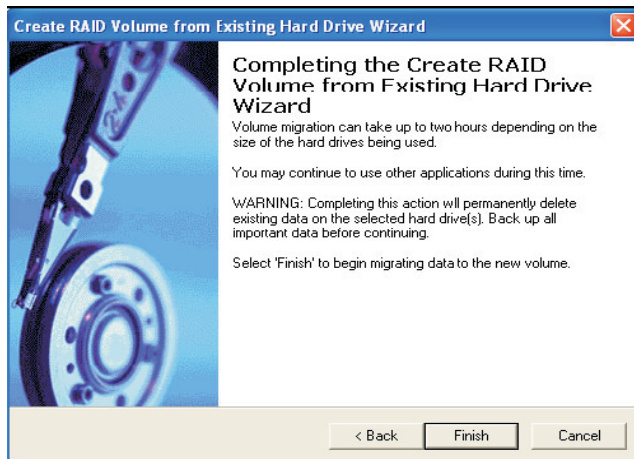 Create RAID Volume from Existing Hard Drive Wizard
Completing the Create RAID
Volume from Existing Hard Drive
Wizard
Volume migration can take up to two hours depending on the
size of the hard drives being used.
You may continue to use other applications during this time.
WARNING: Completing this action will permanently delete
existing data on the selected hard drive(s). Back up all
important data before continuing.
Select 'Finish' to begin migrating data to the new volume.
< Back
Finish
Cancel